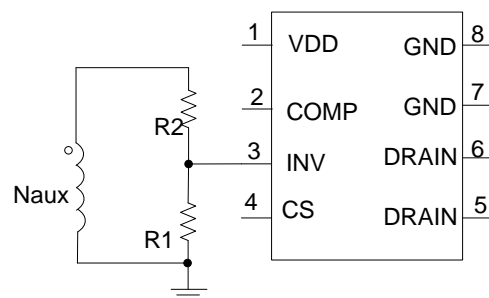 1 VDD GND 8
2 COMP GND 7
R2
3 INV DRAIN 6
Naux
4 CS DRAIN 5
R1